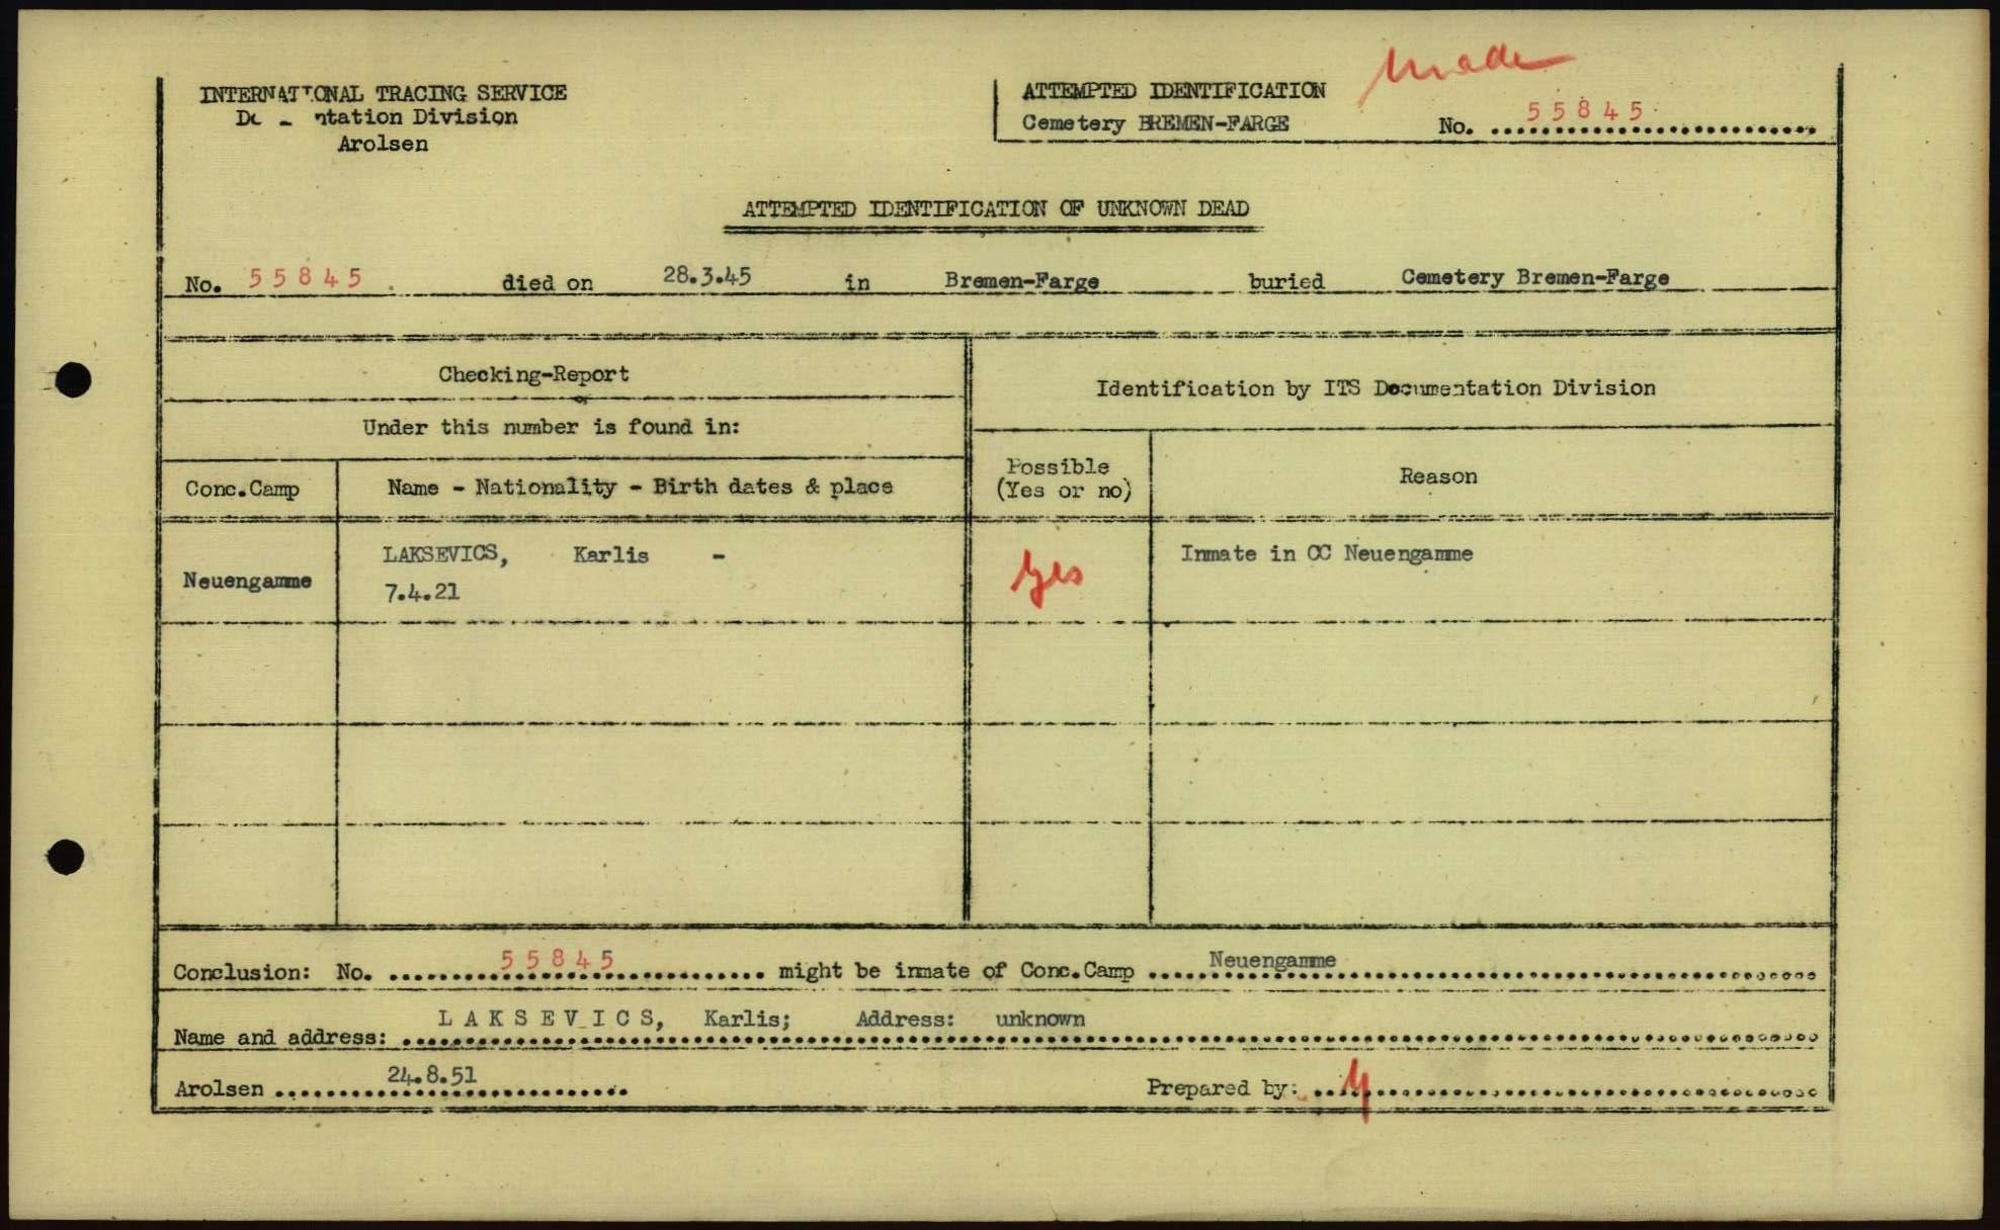 INTERNATIONAL TRACING SERVICE
Division
Arolsen
ATTEMPTED IDENTIFICATION made
Cemetery BREMEN-FARGE No. 55845
ATTEMPTED IDENTIFICATION OF UNKNOWN DEAD
No. 55845 died on 28.3.45 in Bremen-Farge buried Cemetery Bremen-Farge
Checking-Report
Identification by ITS Documentation Division
Under this number is found in:
Conc.Camp
Name - Nationality - Birth dates & place
Possible
(Yes or no)
Reason
Neuengamme
LAKSEVICS, Karlis -
7.4.21
Yes
Inmate in CC Neuengamme
Conclusion: No. ..........55845.......... might be inmate of Conc.Camp .....Neuengamme..........
Name and address: LAKSEVICS, Karlis; Address: unknown
Arolsen ..........24.8.51..........
Prepared by: ..........